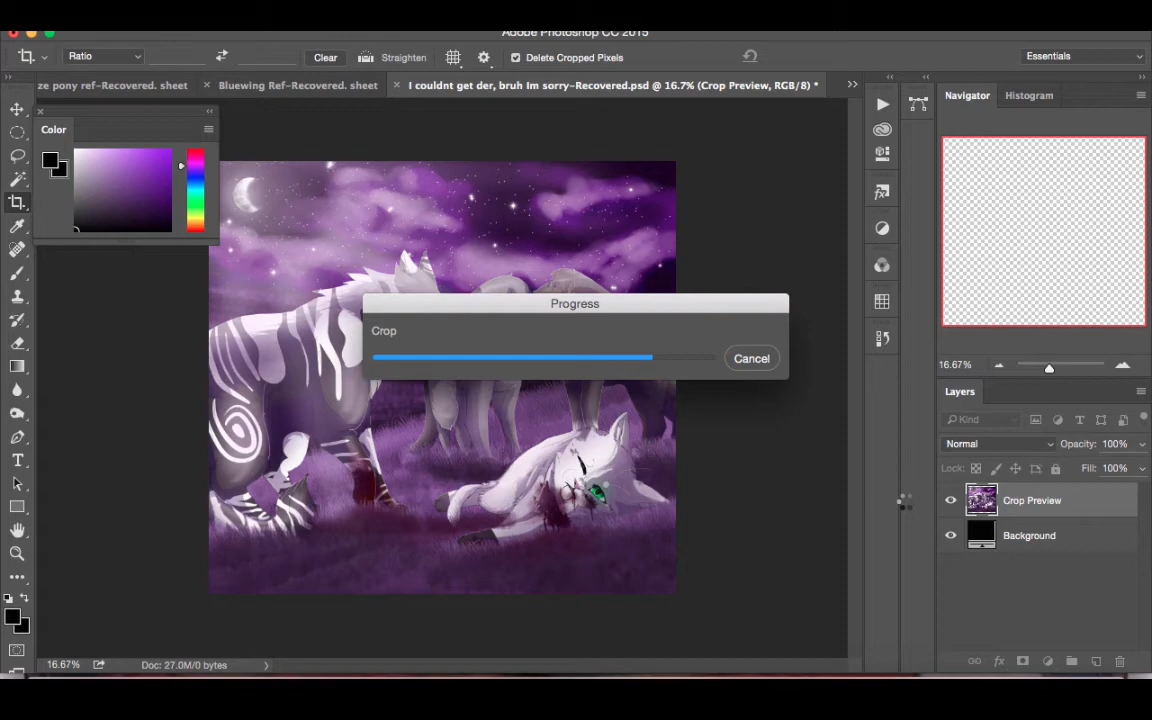 Adobe Photoshop CC 2015
Ratio Clear Straighten Delete Cropped Pixels Essentials
ze pony ref-Recovered. sheet × Bluewing Ref-Recovered. sheet × I couldnt get der, bruh Im sorry-Recovered.psd @ 16.7% (Crop Preview, RGB/8) *
Navigator Histogram
Color
Progress
Crop
Cancel
16.67%
Layers
Kind
Normal Opacity: 100%
Lock: Fill: 100%
Crop Preview
Background
16.67% Doc: 27.0M/0 bytes